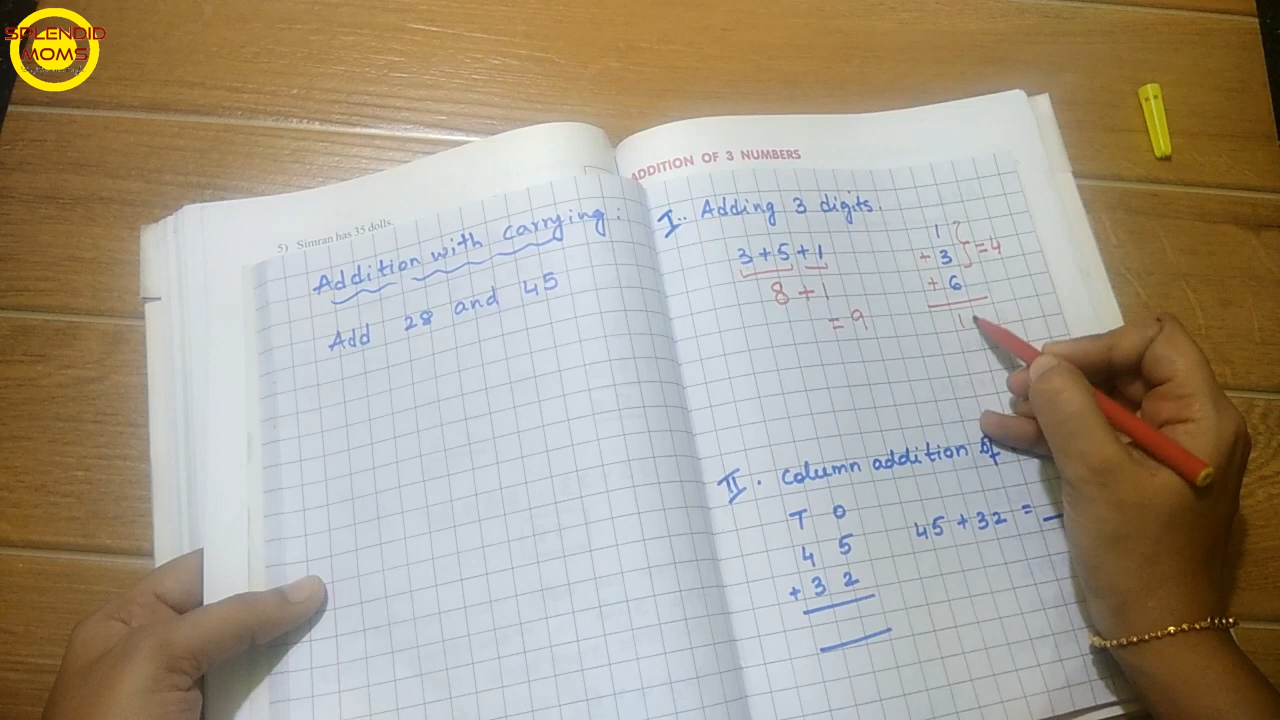 SPLENDID
MOMS
5) Simran has 35 dolls.
Addition with carrying :
Add 28 and 45
ADDITION OF 3 NUMBERS
I. Adding 3 digits.
3+5+1
8+1
= 9
1
+ 3 = 4
+ 6
1
II. Column addition of
T O
4 5
+ 3 2
45 + 32 = _